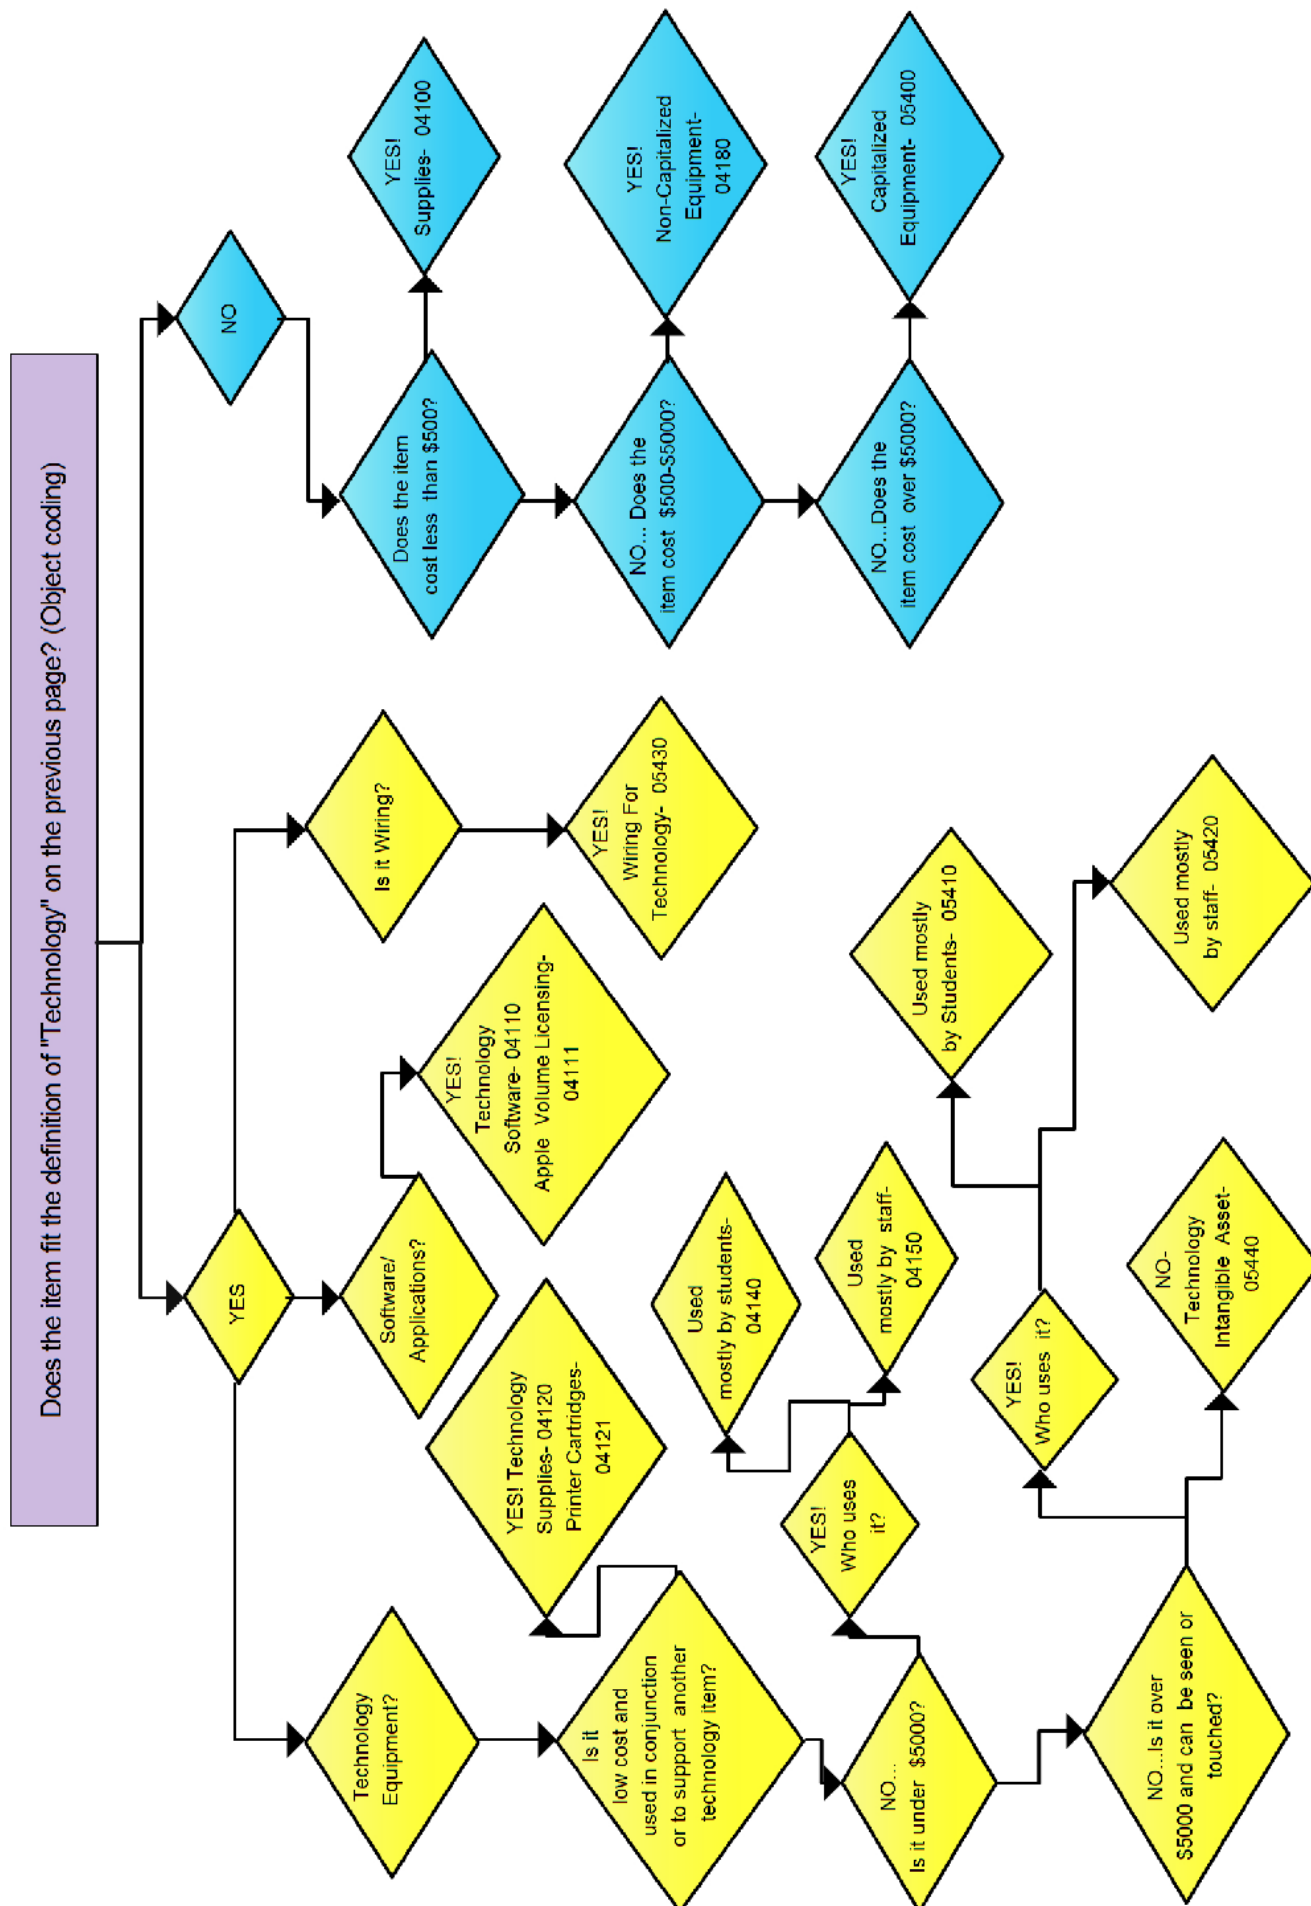 Does the item fit the definition of "Technology" on the previous page? (Object coding)
YES
NO
Technology
Equipment?
Software/
Applications?
Is it Wiring?
Does the item
cost less than $500?
YES!
Supplies- 04100
YES! Technology
Supplies- 04120
Printer Cartridges-
04121
YES!
Technology
Software- 04110
Apple Volume Licensing-
04111
YES!
Wiring For
Technology- 05430
Is it
low cost and
used in conjunction
or to support another
technology item?
NO... Does the
item cost $500-$5000?
YES!
Non-Capitalized
Equipment-
04180
Used
mostly by students-
04140
YES!
Who uses
it?
Used
mostly by staff-
04150
NO...
Is it under $5000?
NO...Does the
item cost over $5000?
YES!
Capitalized
Equipment- 05400
Used mostly
by Students- 05410
YES!
Who uses it?
Used mostly
by staff- 05420
NO...Is it over
$5000 and can be seen or
touched?
NO-
Technology
Intangible Asset-
05440